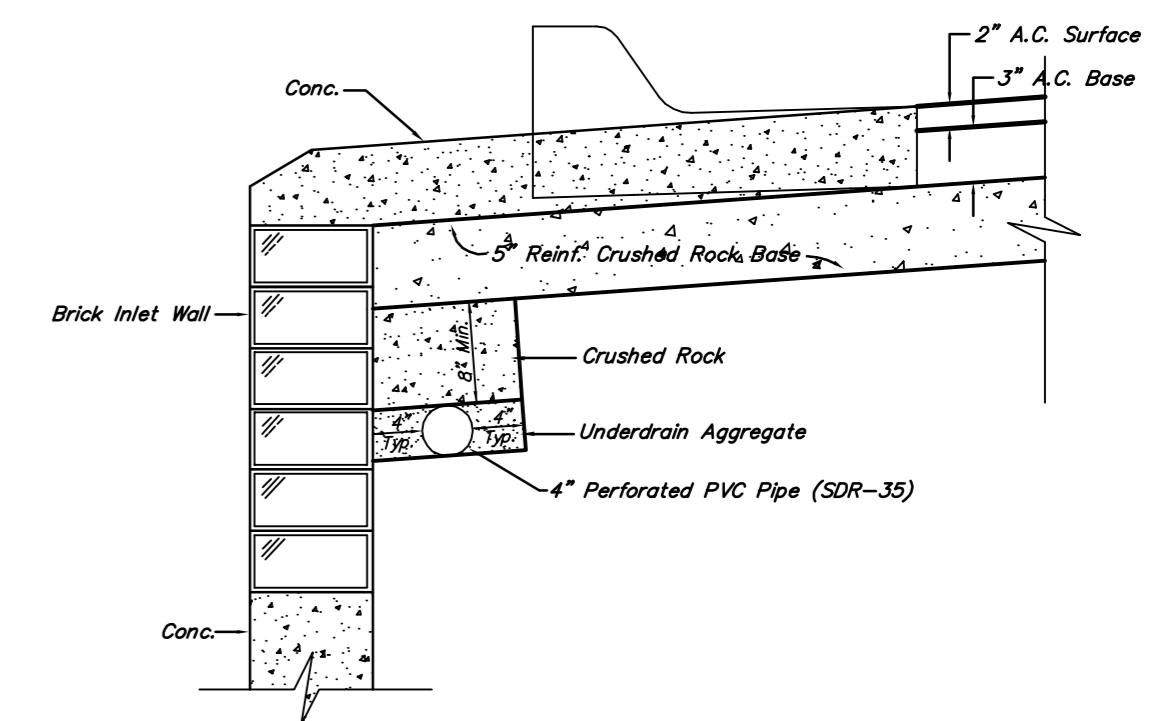 2" A.C. Surface
3" A.C. Base
Conc.
5" Reinf. Crushed Rock Base
Brick Inlet Wall
8" Min.
Crushed Rock
4"
Typ.
4"
Typ.
Underdrain Aggregate
4" Perforated PVC Pipe (SDR-35)
Conc.